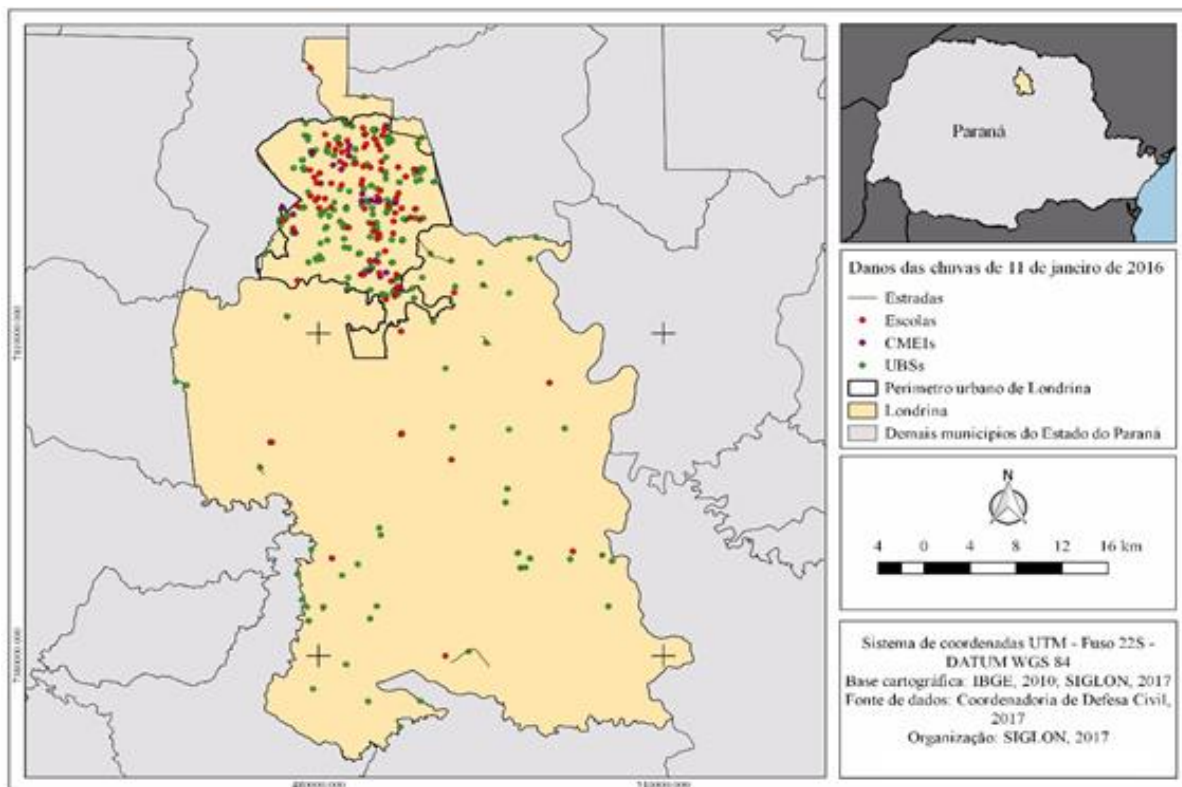 Paraná
Danos das chuvas de 11 de janeiro de 2016
Estradas
Escolas
CMEIs
UBSs
Perímetro urbano de Londrina
Londrina
Demais municípios do Estado do Paraná
N
4 0 4 8 12 16 km
Sistema de coordenadas UTM - Fuso 22S -
DATUM WGS 84
Base cartográfica: IBGE, 2010; SIGLON, 2017
Fonte de dados: Coordenadoria de Defesa Civil,
2017
Organização: SIGLON, 2017